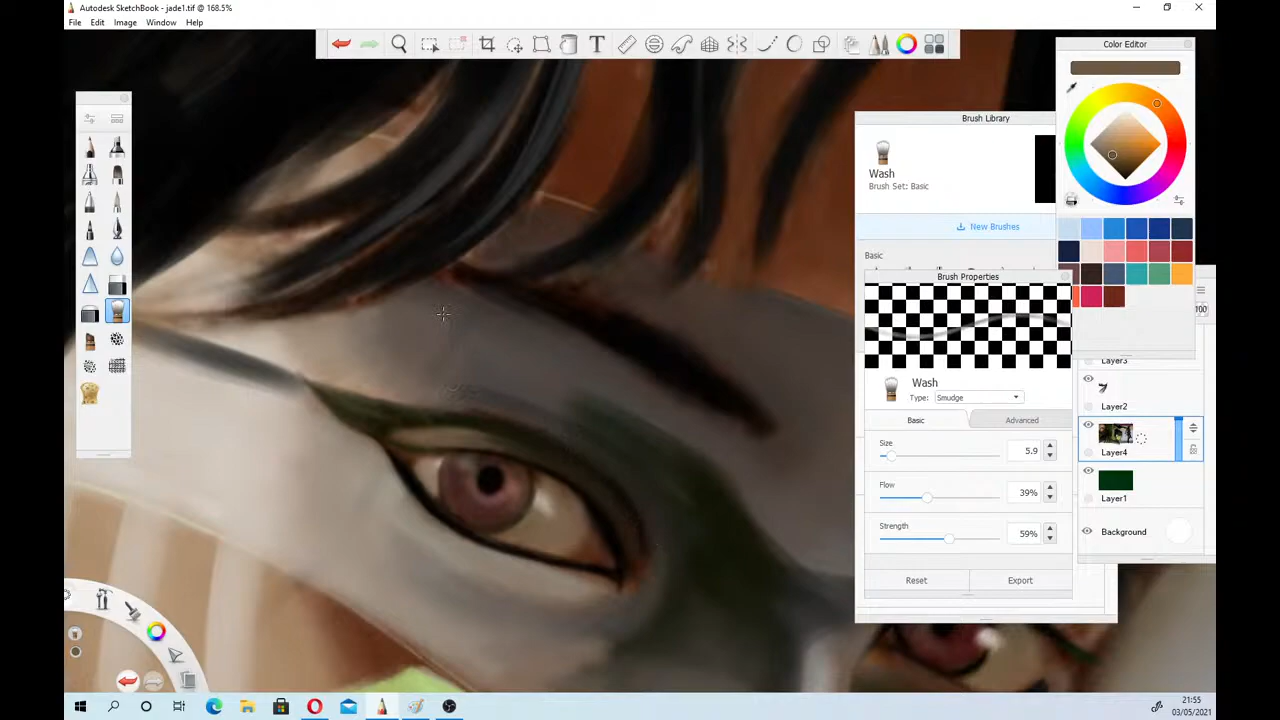 Autodesk SketchBook - jade1.tif @ 168.5%
File Edit Image Window Help
T
Color Editor
Brush Library
Wash
Brush Set: Basic
New Brushes
Basic
Brush Properties
Wash
Type: Smudge
Basic Advanced
Size
5.9
Flow
39%
Strength
59%
Reset Export
100
Layer3
Layer2
Layer4
Layer1
Background
21:55
03/05/2021